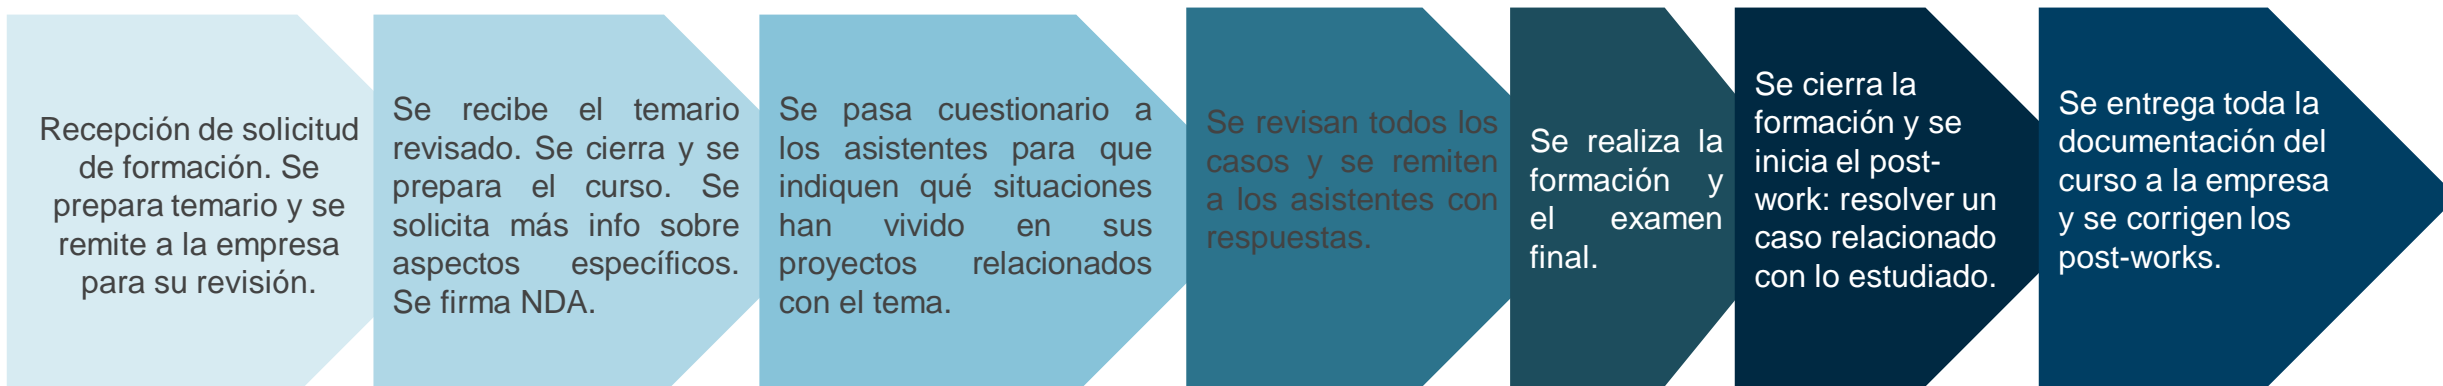 Recepción de solicitud
de formación. Se
prepara temario y se
remite a la empresa
para su revisión.
Se recibe el temario
revisado. Se cierra y se
prepara el curso. Se
solicita más info sobre
aspectos específicos.
Se firma NDA.
Se pasa cuestionario a
los asistentes para que
indiquen qué situaciones
han vivido en sus
proyectos relacionados
con el tema.
Se revisan todos los
casos y se remiten
a los asistentes con
respuestas.
Se realiza la
formación y
el examen
final.
Se cierra la
formación y se
inicia el post-
work: resolver un
caso relacionado
con lo estudiado.
Se entrega toda la
documentación del
curso a la empresa
y se corrigen los
post-works.